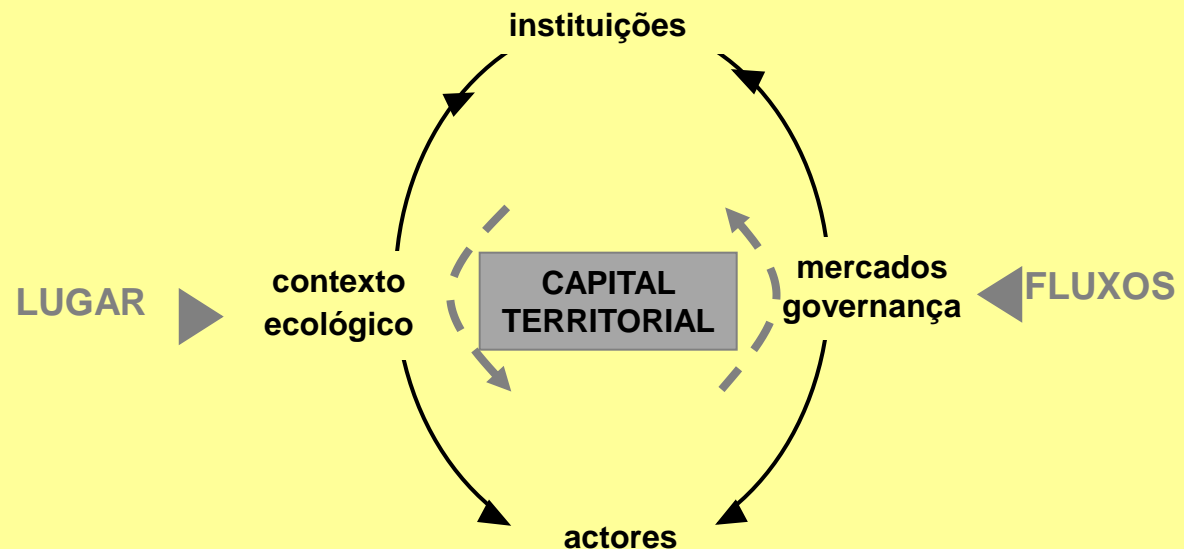 instituições
LUGAR
contexto
ecológico
CAPITAL
TERRITORIAL
mercados
governança
FLUXOS
actores